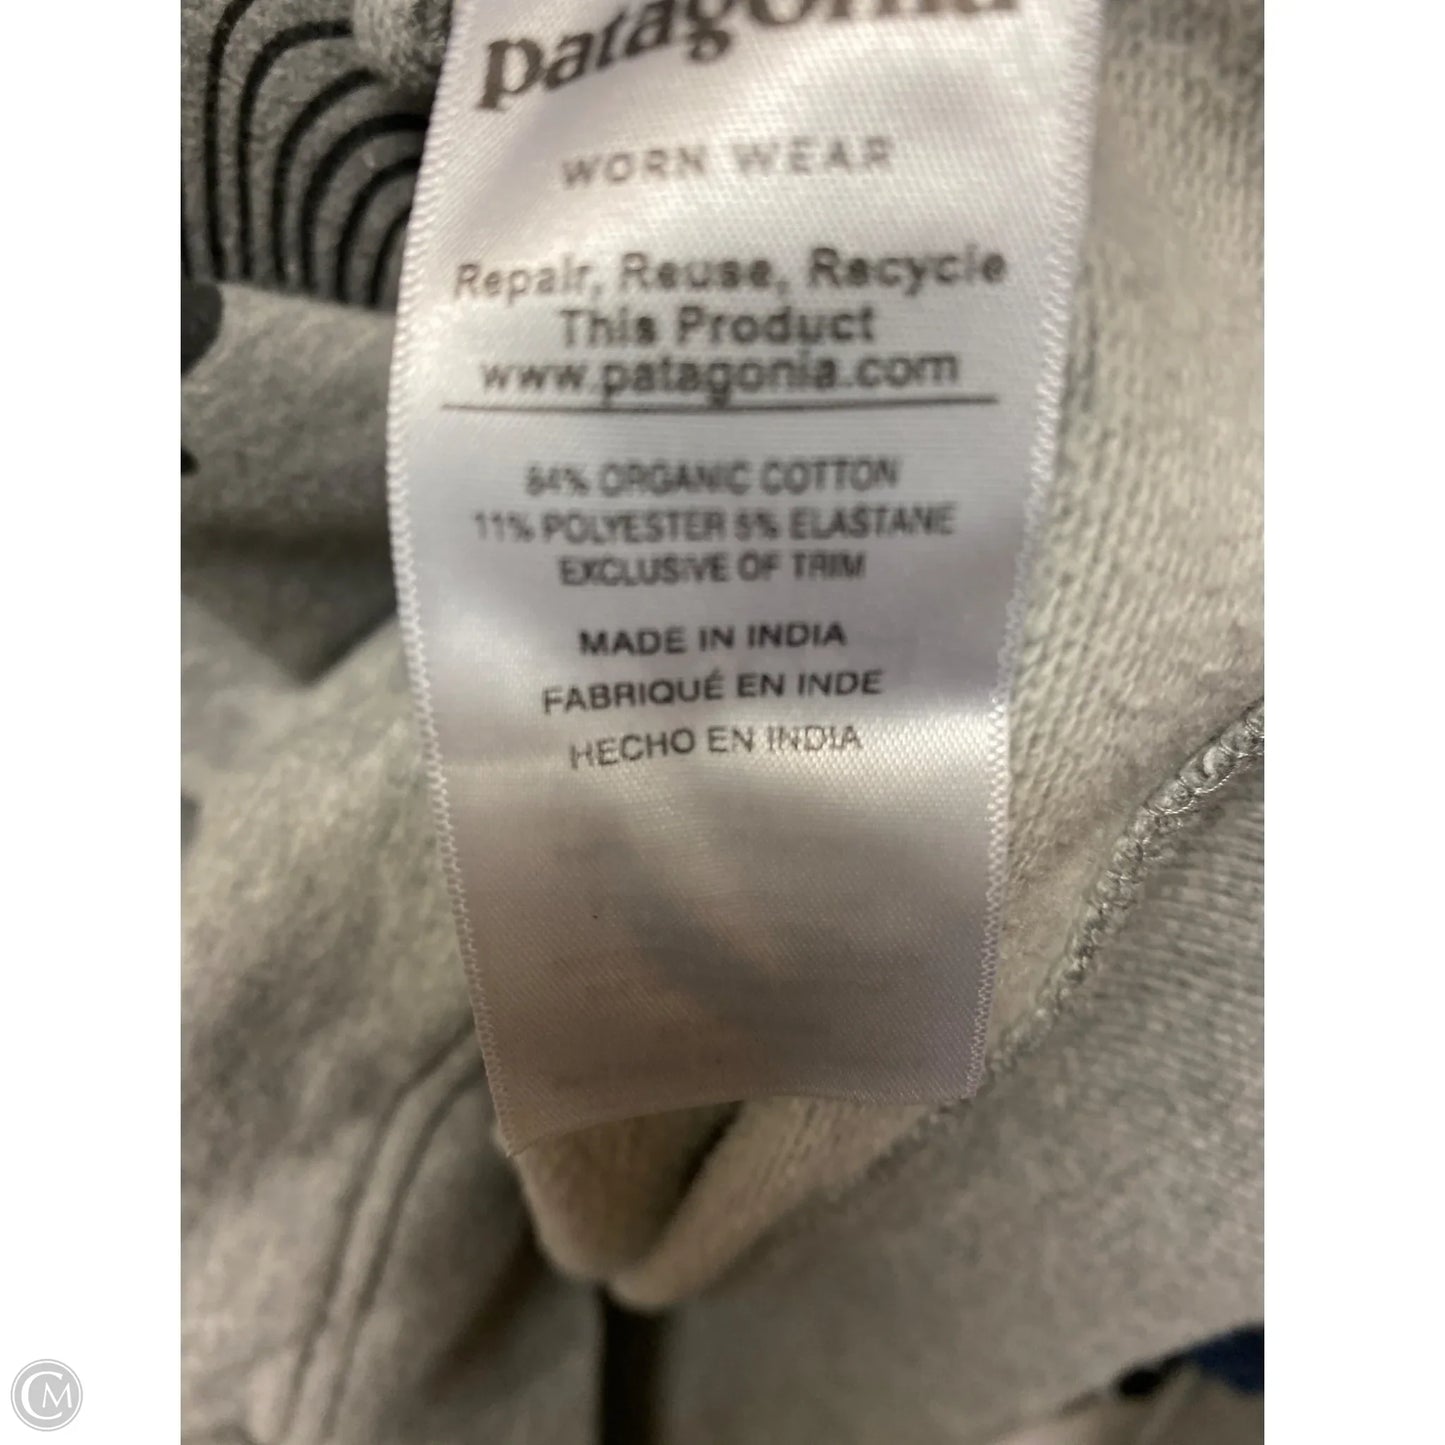 patagonia
WORN WEAR
Repair, Reuse, Recycle
This Product
www.patagonia.com
84% ORGANIC COTTON
11% POLYESTER 5% ELASTANE
EXCLUSIVE OF TRIM
MADE IN INDIA
FABRIQUÉ EN INDE
HECHO EN INDIA
CM